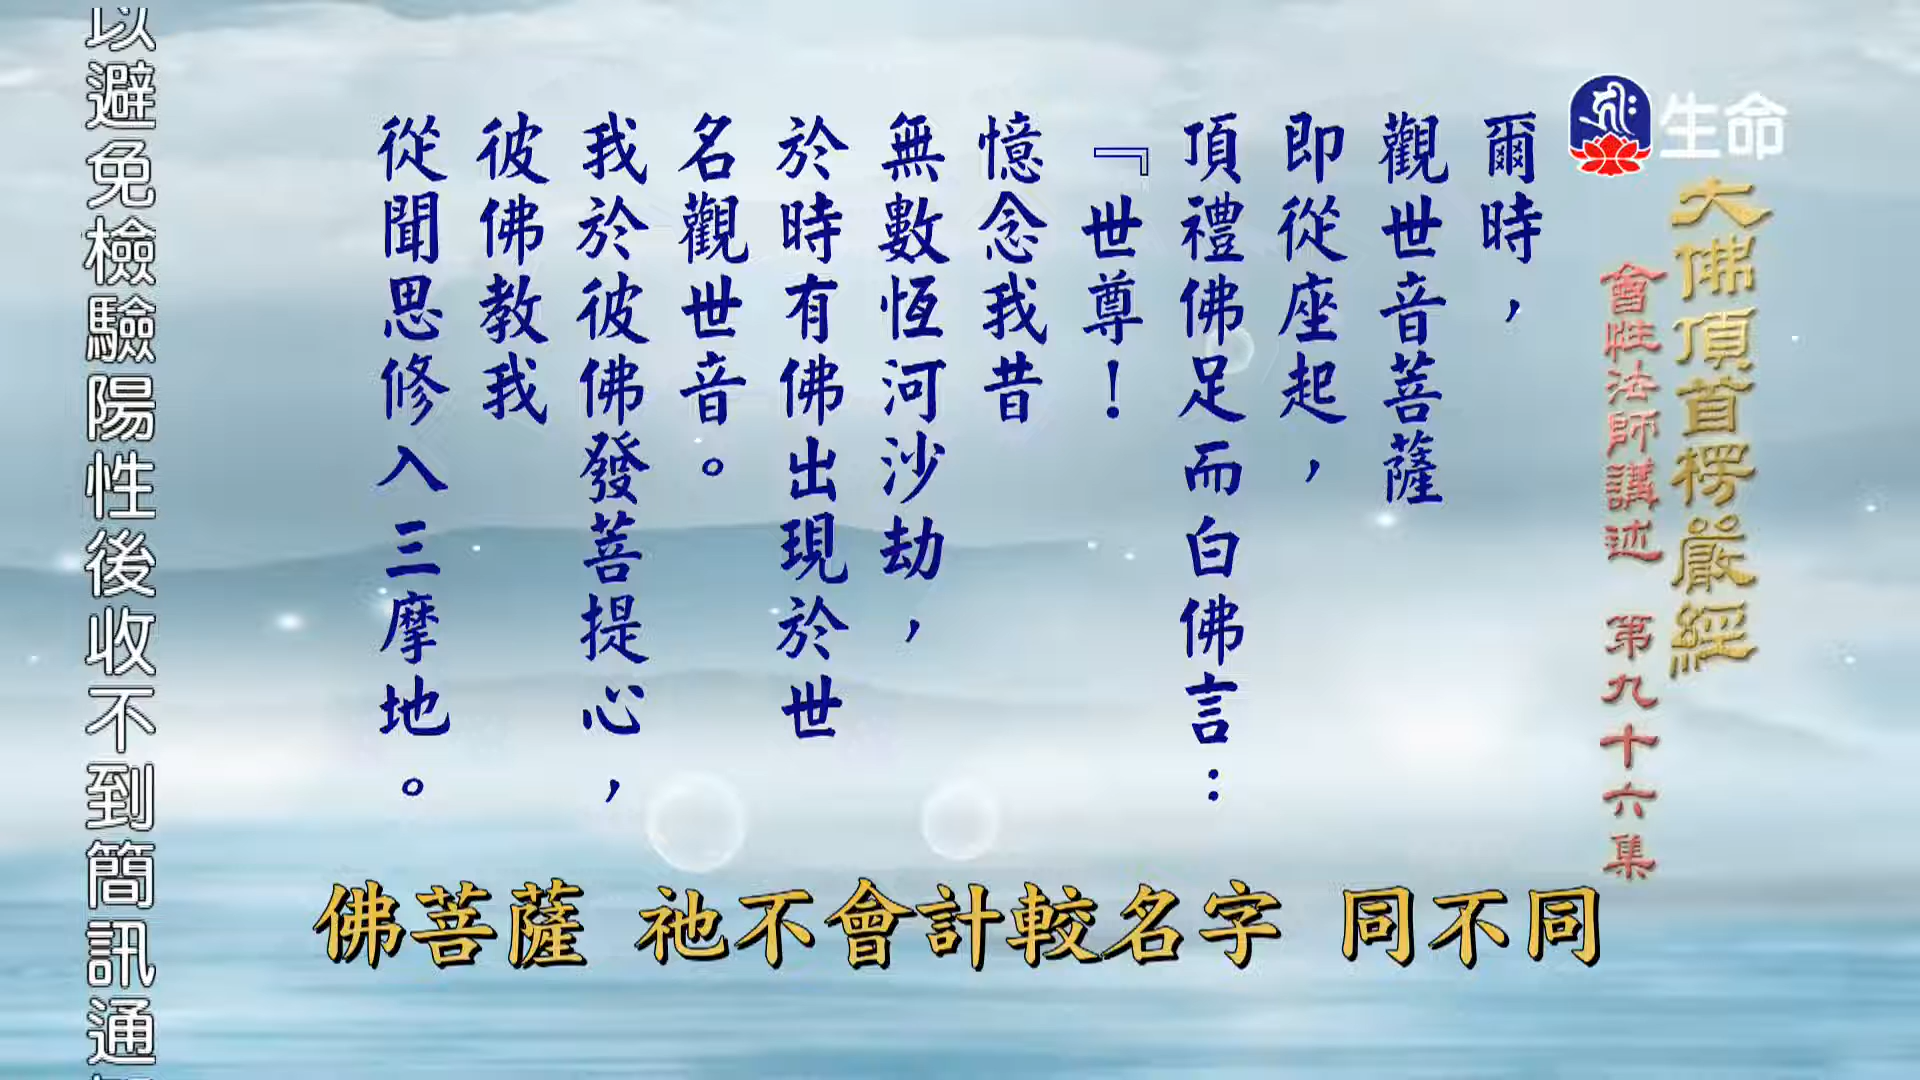 生命
大佛頂首楞嚴經
會性法師講述 第九十六集
爾時，
觀世音菩薩
即從座起，
頂禮佛足而白佛言：
『世尊！
憶念我昔
無數恆河沙劫，
於時有佛出現於世
名觀世音。
我於彼佛發菩提心，
彼佛教我
從聞思修入三摩地。
以避免檢驗陽性後收不到簡訊通
佛菩薩 祂不會計較名字 同不同